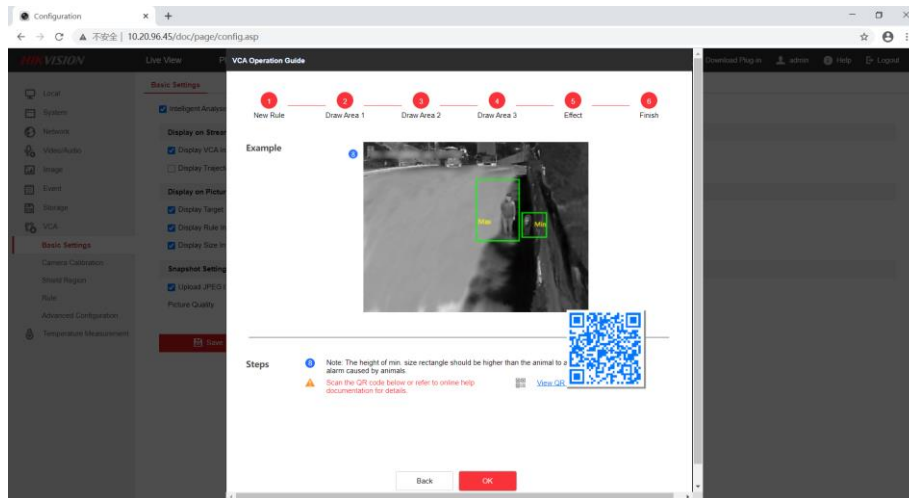 Configuration
不安全 | 10.20.96.45/doc/page/config.asp
HIKVISION
Live View
VCA Operation Guide
Download Plug-in
admin
Help
Logout
Local
System
Network
Video/Audio
Image
Event
Storage
VCA
Basic Settings
Camera Calibration
Shield Region
Rule
Advanced Configuration
Temperature Measurement
Basic Settings
Intelligent Analysis
Display on Strea
Display VCA in
Display Traject
Display on Pictur
Display Target
Display Rule In
Display Size in
Snapshot Setting
Upload JPEG I
Picture Quality
Save
1
2
3
4
5
6
New Rule
Draw Area 1
Draw Area 2
Draw Area 3
Effect
Finish
Example
8
Max
Min
Steps
8
Note: The height of min. size rectangle should be higher than the animal to a
alarm caused by animals.
Scan the QR code below or refer to online help
documentation for details.
View QR
Back
OK